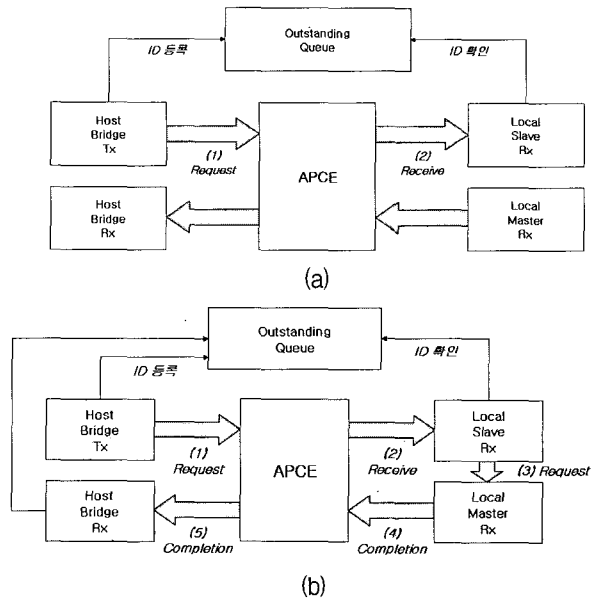 Outstanding
Queue
ID 등록
ID 확인
Host
Bridge
Tx
(1)
Request
APCE
(2)
Receive
Local
Slave
Rx
Host
Bridge
Rx
Local
Master
Rx
(a)
Outstanding
Queue
ID 등록
ID 확인
Host
Bridge
Tx
(1)
Request
APCE
(2)
Receive
Local
Slave
Rx
(3) Request
Host
Bridge
Rx
(5)
Completion
(4)
Completion
Local
Master
Rx
(b)